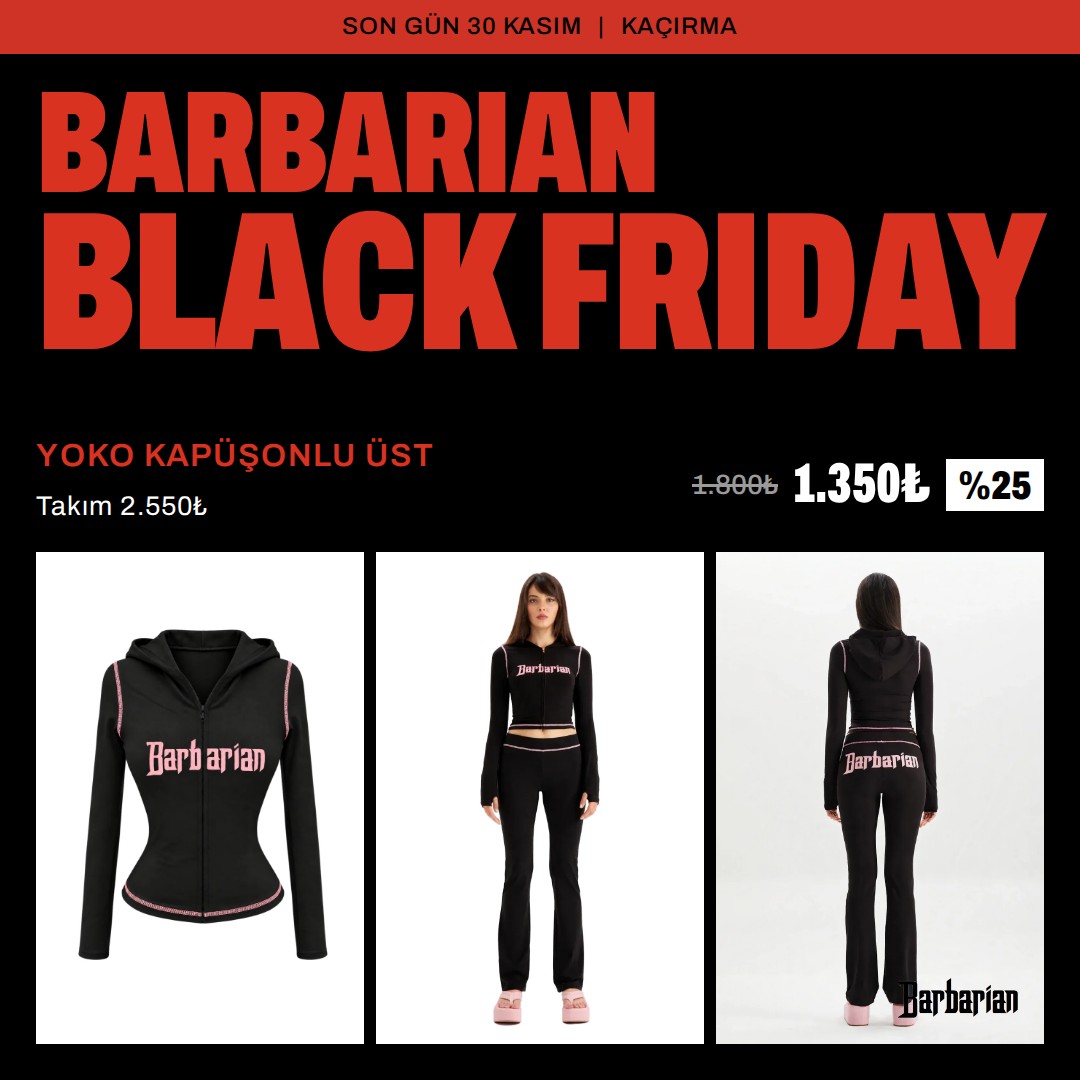 SON GÜN 30 KASIM | KAÇIRMA
BARBARIAN
BLACK FRIDAY
YOKO KAPÜŞONLU ÜST
Takım 2.550₺
1.800₺ 1.350₺ %25
Barbarian
Barbarian
Barbarian
Barbarian